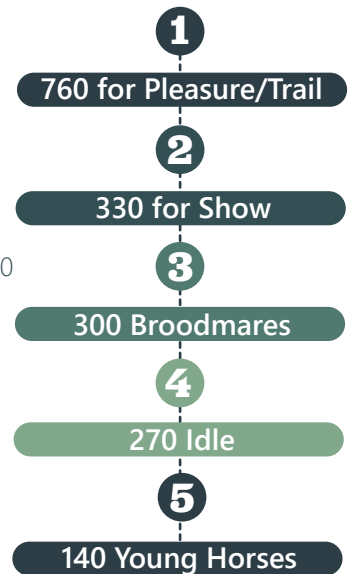 1
760 for Pleasure/Trail
2
330 for Show
0
3
300 Broodmares
4
270 Idle
5
140 Young Horses